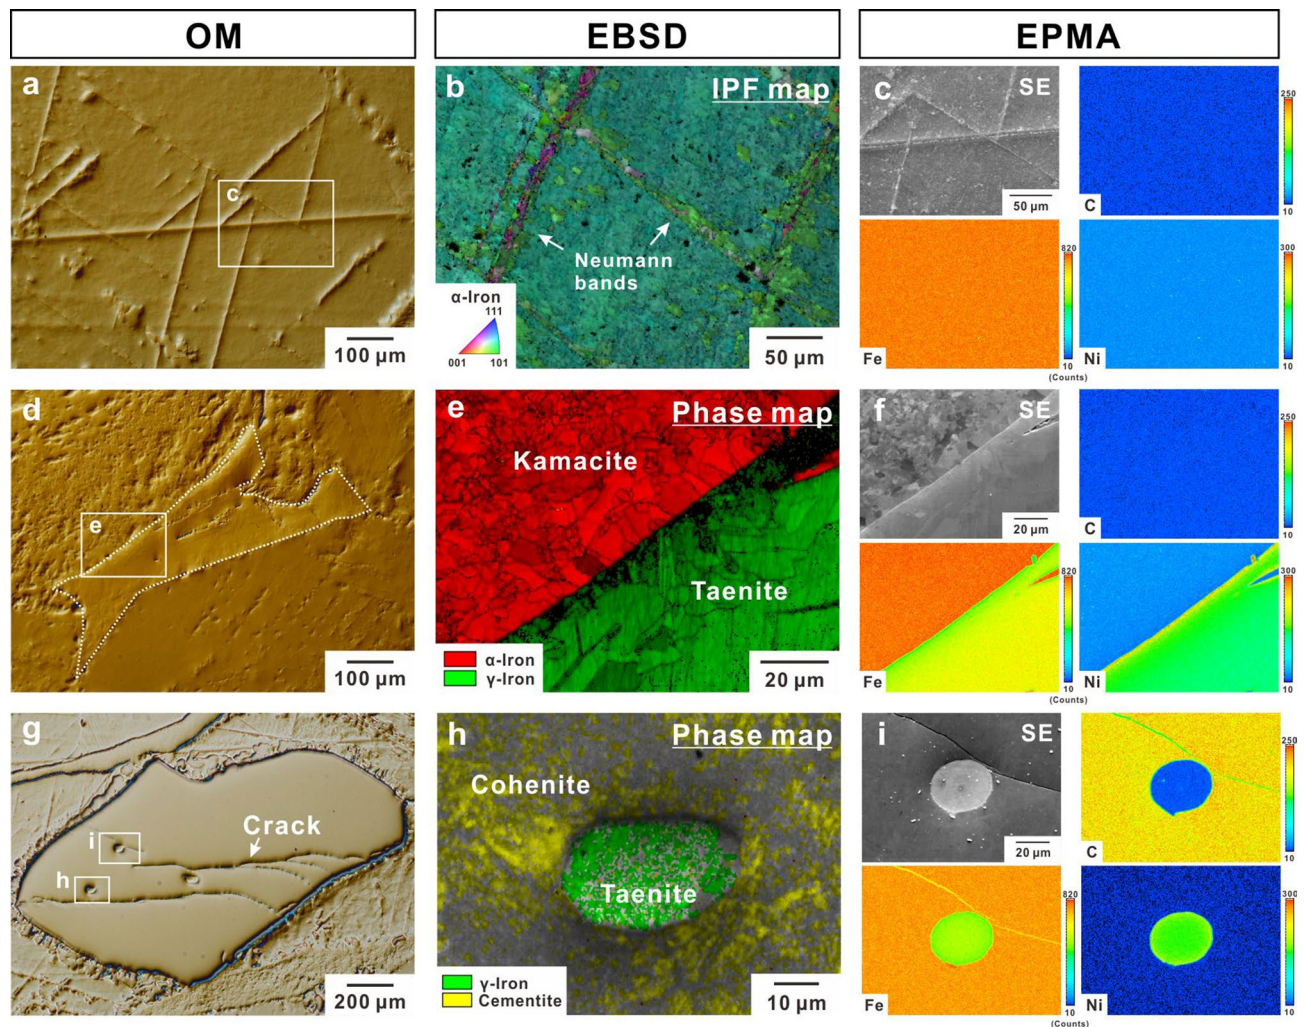 OM
EBSD
EPMA
a
c
100 μm
b
IPF map
Neumann
bands
α-Iron
111
001
101
50 μm
c
SE
50 μm
C
250
10
Fe
820
10
(Counts)
Ni
300
10
d
e
100 μm
e
Phase map
Kamacite
Taenite
α-Iron
γ-Iron
20 μm
f
SE
20 μm
C
250
10
Fe
820
10
(Counts)
Ni
300
10
g
Crack
i
h
200 μm
h
Phase map
Cohenite
Taenite
γ-Iron
Cementite
10 μm
i
SE
20 μm
C
250
10
Fe
820
10
(Counts)
Ni
300
10